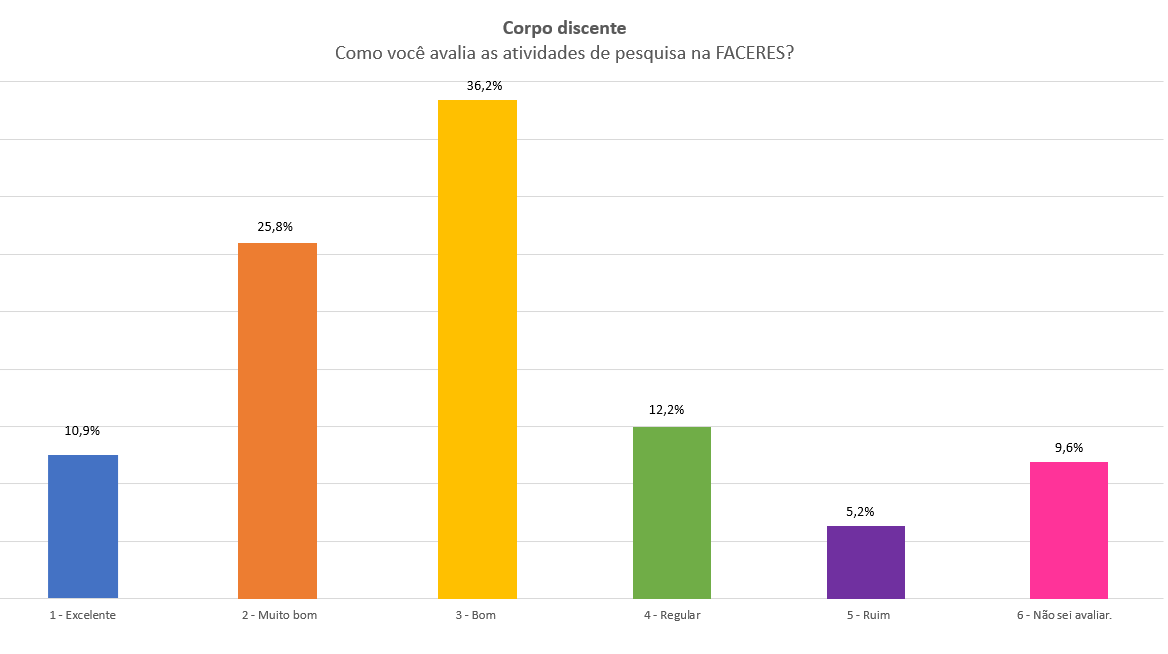 Corpo discente
Como você avalia as atividades de pesquisa na FACERES?
36,2%
25,8%
12,2%
10,9%
9,6%
5,2%
1 - Excelente
2 - Muito bom
3 - Bom
4 - Regular
5 - Ruim
6 - Não sei avaliar.